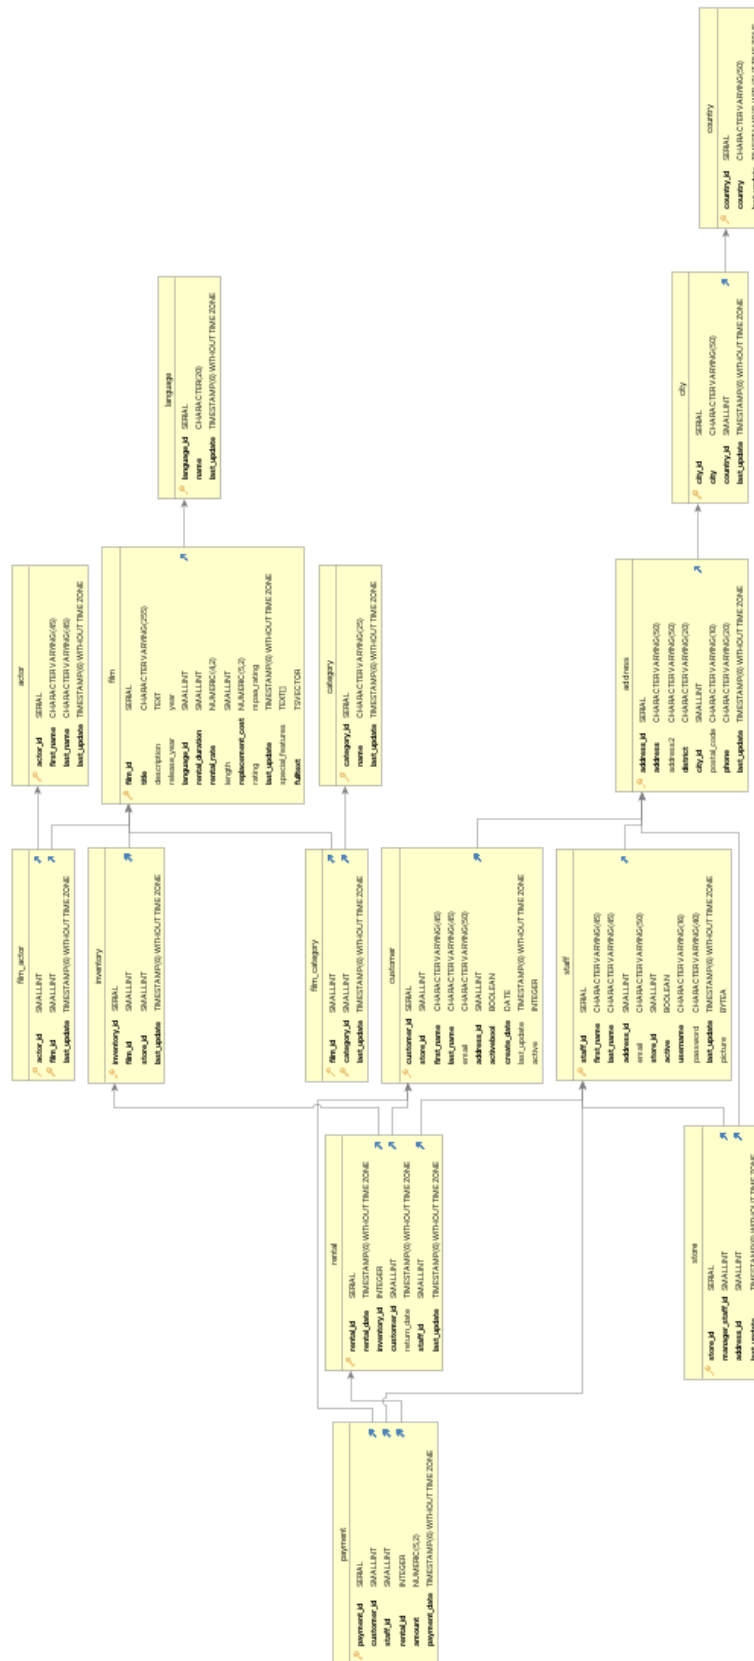 country
country_id SERIAL
country CHARACTER VARYING(50)
language
language_id SERIAL
name CHARACTER(20)
last_update TIMESTAMP(6) WITHOUT TIME ZONE
city
city_id SERIAL
city CHARACTER VARYING(50)
country_id SMALLINT
last_update TIMESTAMP(6) WITHOUT TIME ZONE
actor
actor_id SERIAL
first_name CHARACTER VARYING(45)
last_name CHARACTER VARYING(45)
last_update TIMESTAMP(6) WITHOUT TIME ZONE
film
film_id SERIAL
title CHARACTER VARYING(255)
description TEXT
release_year year
language_id SMALLINT
rental_duration SMALLINT
rental_rate NUMERIC(4,2)
length SMALLINT
replacement_cost NUMERIC(5,2)
rating mpaa_rating
last_update TIMESTAMP(6) WITHOUT TIME ZONE
special_features TEXT[]
fulltext TSVECTOR
category
category_id SERIAL
name CHARACTER VARYING(25)
last_update TIMESTAMP(6) WITHOUT TIME ZONE
address
address_id SERIAL
address CHARACTER VARYING(50)
address2 CHARACTER VARYING(50)
district CHARACTER VARYING(20)
city_id SMALLINT
postal_code CHARACTER VARYING(10)
phone CHARACTER VARYING(20)
last_update TIMESTAMP(6) WITHOUT TIME ZONE
film_actor
actor_id SMALLINT
film_id SMALLINT
last_update TIMESTAMP(6) WITHOUT TIME ZONE
inventory
inventory_id SERIAL
film_id SMALLINT
store_id SMALLINT
last_update TIMESTAMP(6) WITHOUT TIME ZONE
film_category
film_id SMALLINT
category_id SMALLINT
last_update TIMESTAMP(6) WITHOUT TIME ZONE
customer
customer_id SERIAL
store_id SMALLINT
first_name CHARACTER VARYING(45)
last_name CHARACTER VARYING(45)
email CHARACTER VARYING(50)
address_id SMALLINT
activebool BOOLEAN
create_date DATE
last_update TIMESTAMP(6) WITHOUT TIME ZONE
active INTEGER
staff
staff_id SERIAL
first_name CHARACTER VARYING(45)
last_name CHARACTER VARYING(45)
address_id SMALLINT
email CHARACTER VARYING(50)
store_id SMALLINT
active BOOLEAN
username CHARACTER VARYING(16)
password CHARACTER VARYING(40)
last_update TIMESTAMP(6) WITHOUT TIME ZONE
picture BYTEA
rental
rental_id SERIAL
rental_date TIMESTAMP(6) WITHOUT TIME ZONE
inventory_id INTEGER
customer_id SMALLINT
return_date TIMESTAMP(6) WITHOUT TIME ZONE
staff_id SMALLINT
last_update TIMESTAMP(6) WITHOUT TIME ZONE
store
store_id SERIAL
manager_staff_id SMALLINT
address_id SMALLINT
payment
payment_id SERIAL
customer_id SMALLINT
staff_id SMALLINT
rental_id INTEGER
amount NUMERIC(5,2)
payment_date TIMESTAMP(6) WITHOUT TIME ZONE